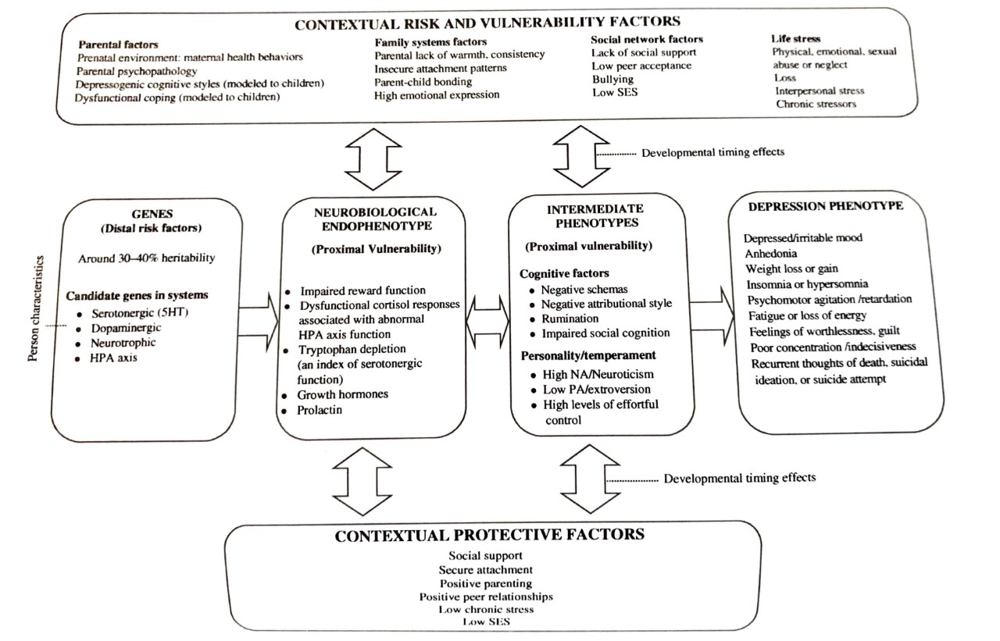 CONTEXTUAL RISK AND VULNERABILITY FACTORS
Parental factors
Prenatal environment: maternal health behaviors
Parental psychopathology
Depressogenic cognitive styles (modeled to children)
Dysfunctional coping (modeled to children)
Family systems factors
Parental lack of warmth, consistency
Insecure attachment patterns
Parent-child bonding
High emotional expression
Social network factors
Lack of social support
Low peer acceptance
Bullying
Low SES
Life stress
Physical, emotional, sexual
abuse or neglect
Loss
Interpersonal stress
Chronic stressors
Developmental timing effects
Person characteristics
GENES
(Distal risk factors)
Around 30–40% heritability
Candidate genes in systems
• Serotonergic (5HT)
• Dopaminergic
• Neurotrophic
• HPA axis
NEUROBIOLOGICAL
ENDOPHENOTYPE
(Proximal Vulnerability)
• Impaired reward function
• Dysfunctional cortisol responses
associated with abnormal
HPA axis function
• Tryptophan depletion
(an index of serotonergic
function)
• Growth hormones
• Prolactin
INTERMEDIATE
PHENOTYPES
(Proximal vulnerability)
Cognitive factors
• Negative schemas
• Negative attributional style
• Rumination
• Impaired social cognition
Personality/temperament
• High NA/Neuroticism
• Low PA/extroversion
• High levels of effortful
control
DEPRESSION PHENOTYPE
Depressed/irritable mood
Anhedonia
Weight loss or gain
Insomnia or hypersomnia
Psychomotor agitation /retardation
Fatigue or loss of energy
Feelings of worthlessness, guilt
Poor concentration /indecisiveness
Recurrent thoughts of death, suicidal
ideation, or suicide attempt
Developmental timing effects
CONTEXTUAL PROTECTIVE FACTORS
Social support
Secure attachment
Positive parenting
Positive peer relationships
Low chronic stress
Low SES